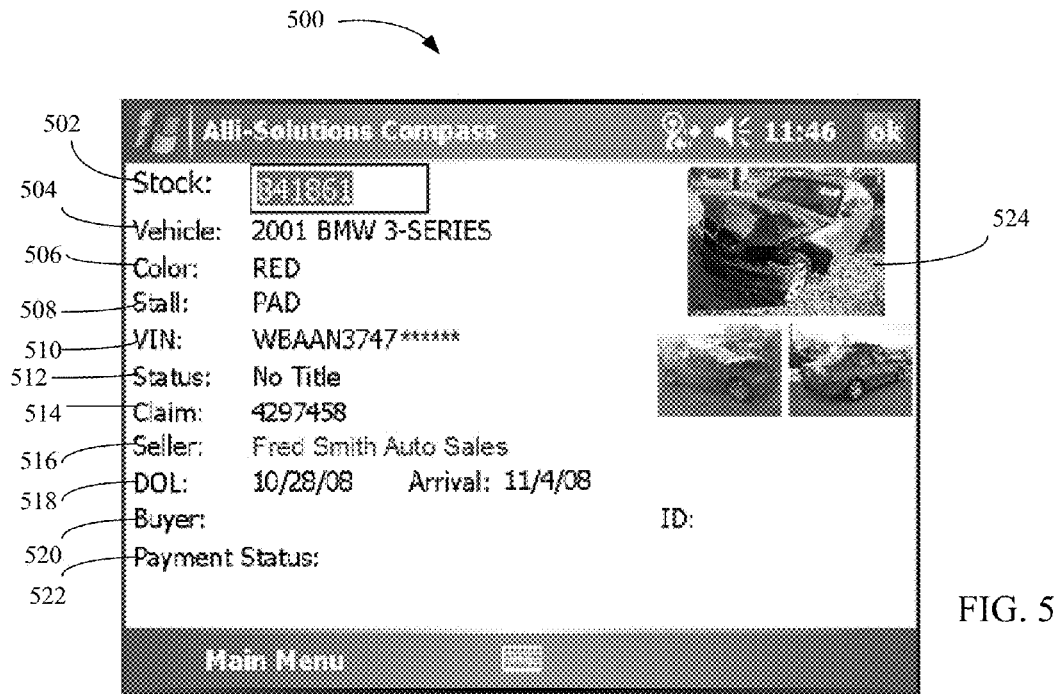 500
502
504
506
508
510
512
514
516
518
520
522
524
Alli-Solutions Compass 11:46 ok
Stock: 841861
Vehicle: 2001 BMW 3-SERIES
Color: RED
Stall: PAD
VIN: WBAAN3747******
Status: No Title
Claim: 4297458
Seller: Fred Smith Auto Sales
DOL: 10/28/08 Arrival: 11/4/08
Buyer: ID:
Payment Status:
Main Menu
FIG. 5